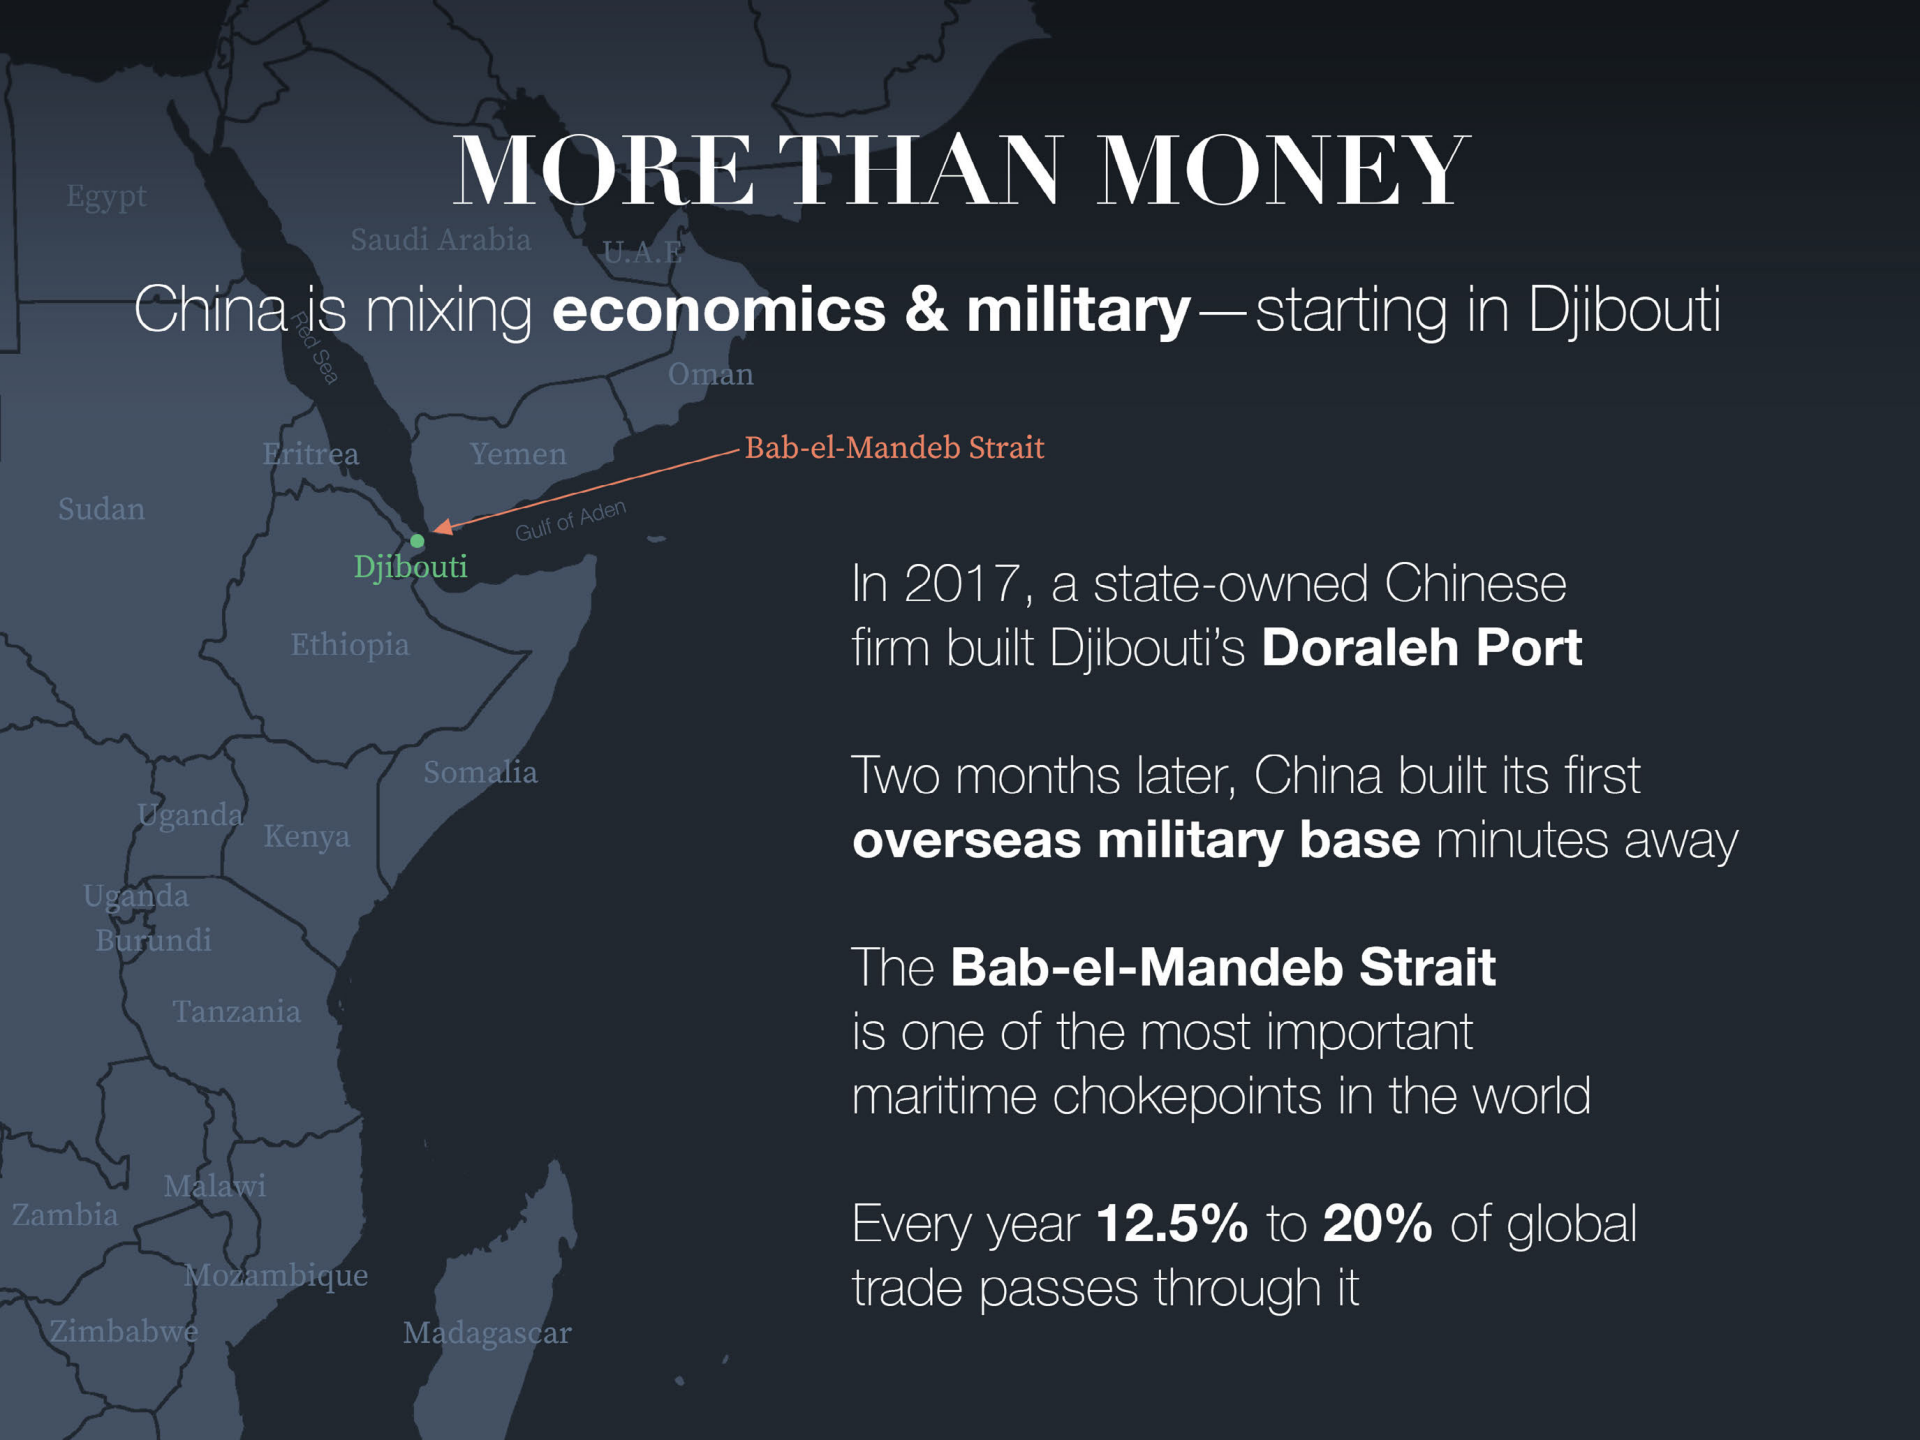 MORE THAN MONEY
China is mixing economics & military—starting in Djibouti
Egypt
Saudi Arabia
U.A.E
Red Sea
Oman
Bab-el-Mandeb Strait
Eritrea
Yemen
Sudan
Gulf of Aden
Djibouti
Ethiopia
Somalia
Uganda
Kenya
Uganda
Burundi
Tanzania
Malawi
Zambia
Mozambique
Zimbabwe
Madagascar
In 2017, a state-owned Chinese
firm built Djibouti’s Doraleh Port
Two months later, China built its first
overseas military base minutes away
The Bab-el-Mandeb Strait
is one of the most important
maritime chokepoints in the world
Every year 12.5% to 20% of global
trade passes through it